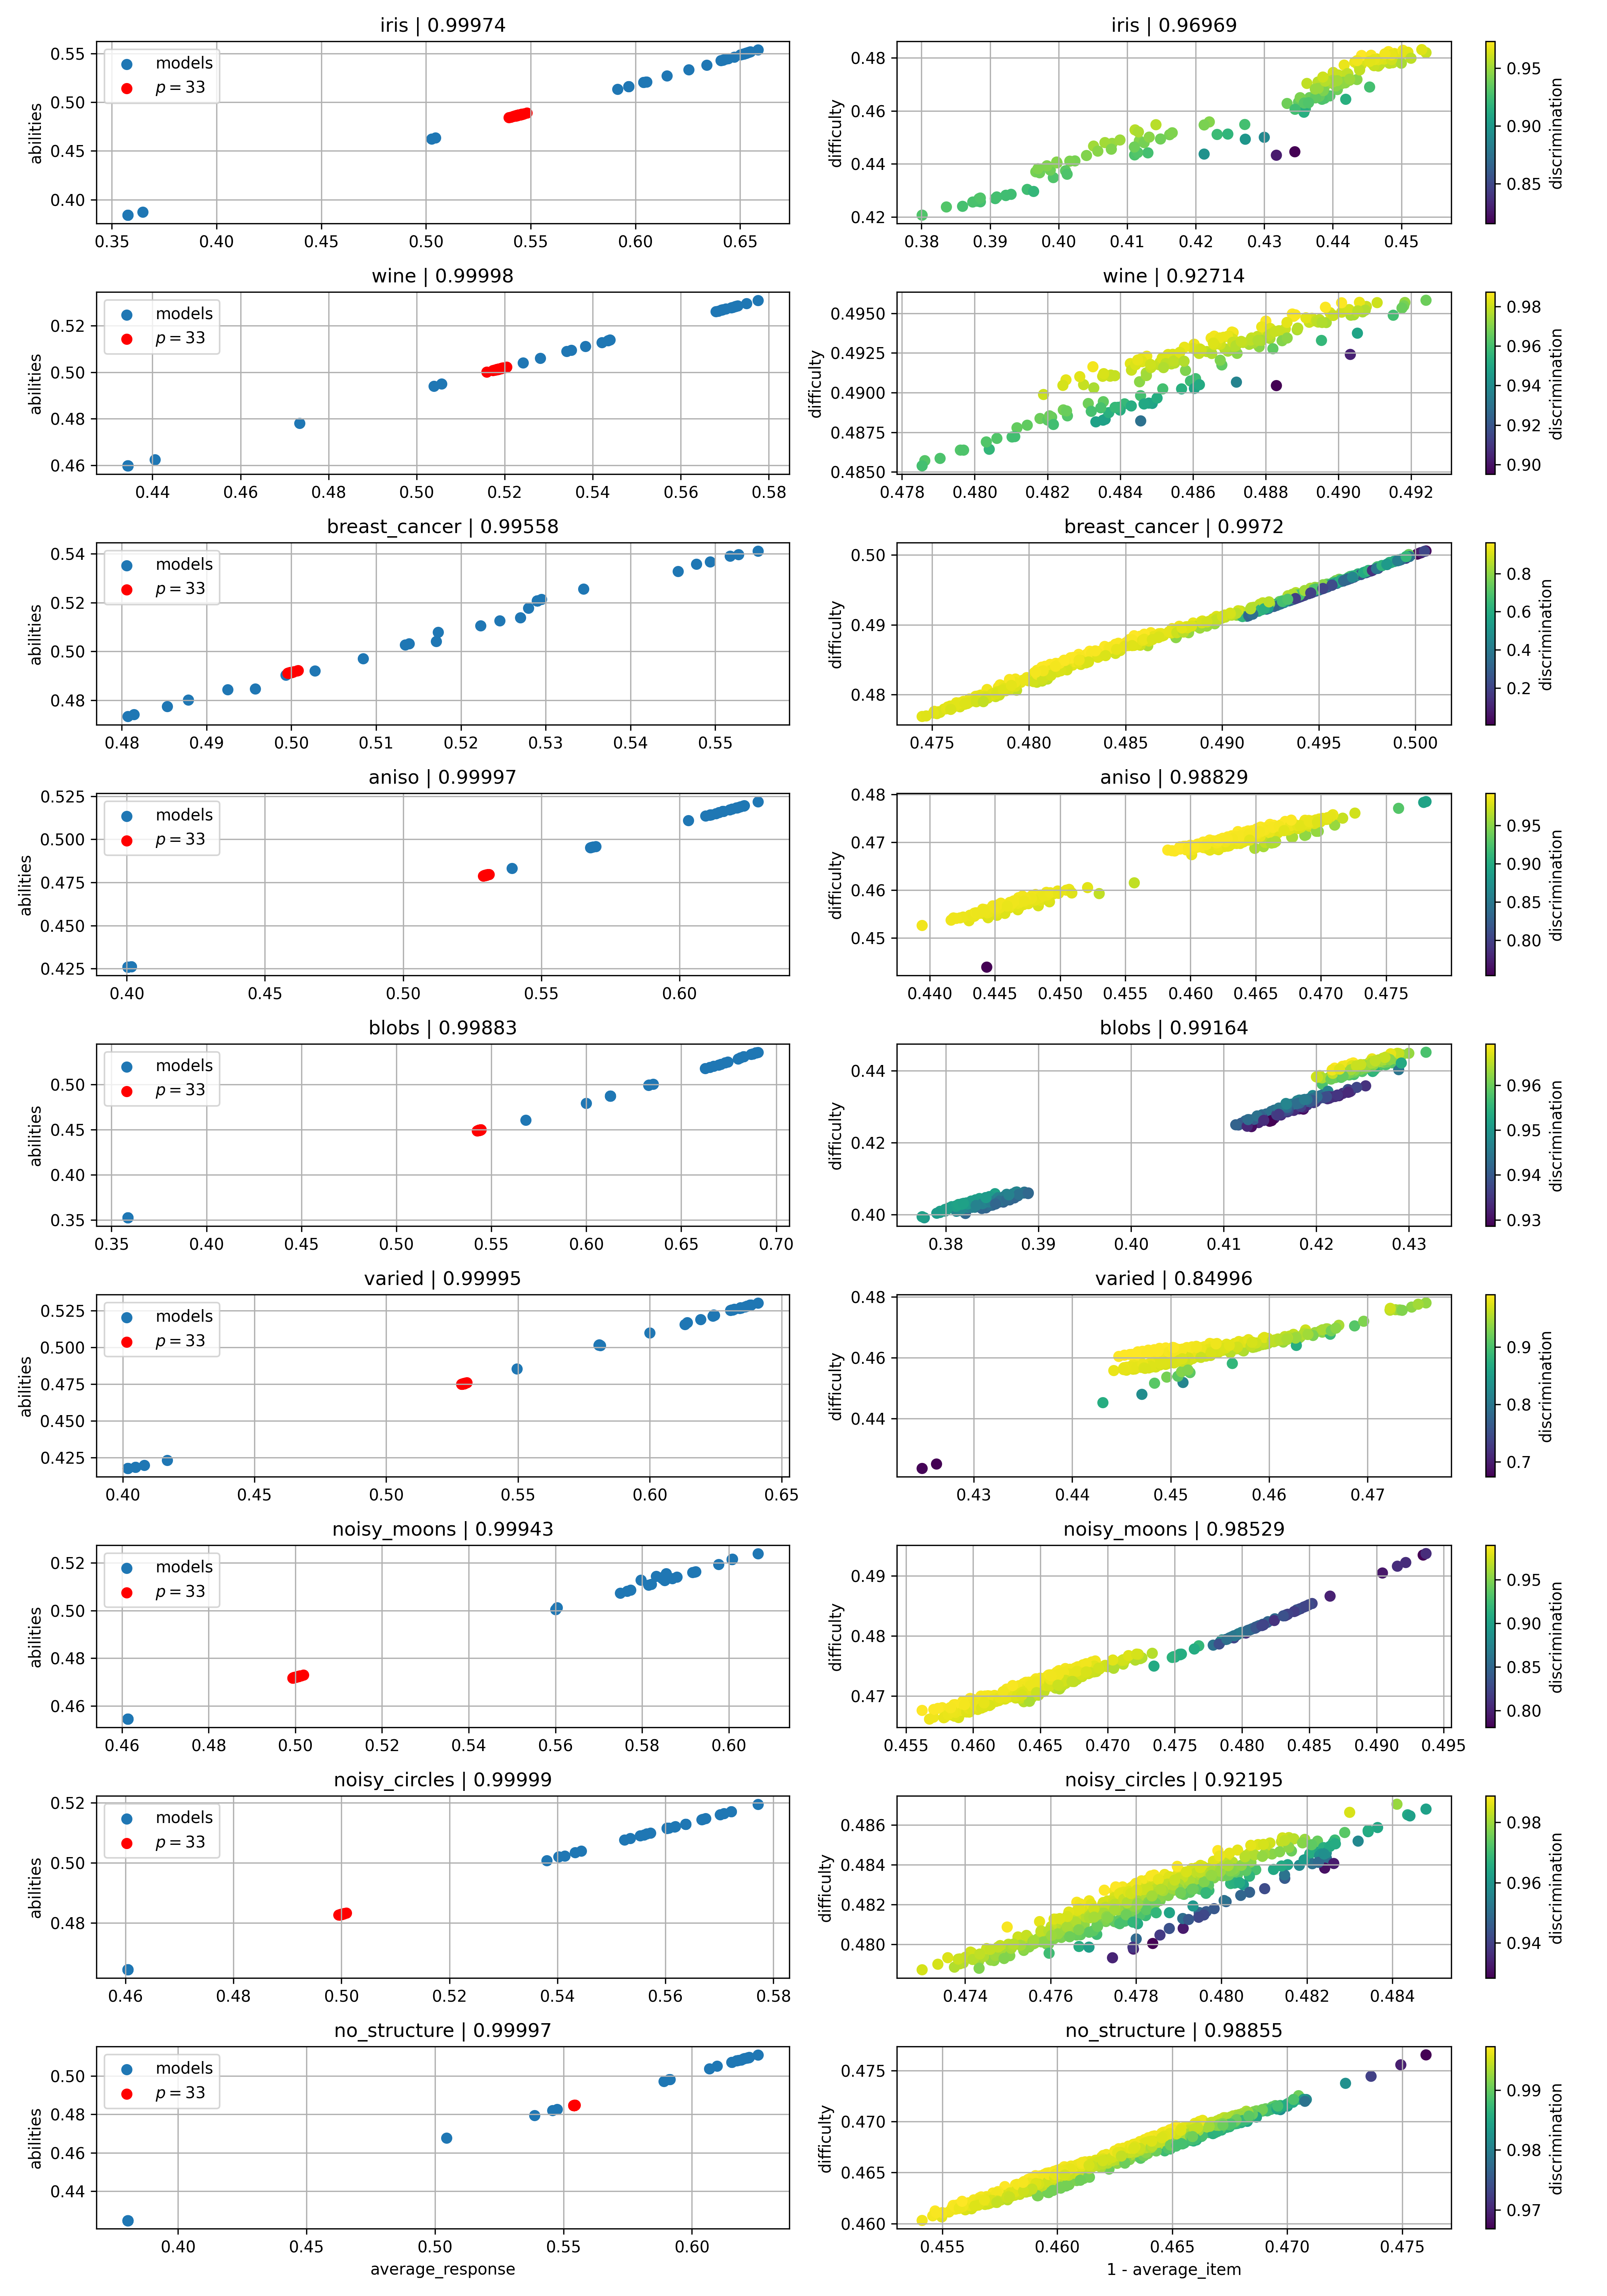 iris | 0.99974
abilities
0.55
0.50
0.45
0.40
models
p = 33
0.35 0.40 0.45 0.50 0.55 0.60 0.65
iris | 0.96969
difficulty
0.48
0.46
0.44
0.42
0.38 0.39 0.40 0.41 0.42 0.43 0.44 0.45
0.95
0.90
0.85
discrimination
wine | 0.99998
abilities
0.52
0.50
0.48
0.46
models
p = 33
0.44 0.46 0.48 0.50 0.52 0.54 0.56 0.58
wine | 0.92714
difficulty
0.4950
0.4925
0.4900
0.4875
0.4850
0.478 0.480 0.482 0.484 0.486 0.488 0.490 0.492
0.98
0.96
0.94
0.92
0.90
discrimination
breast_cancer | 0.99558
abilities
0.54
0.52
0.50
0.48
models
p = 33
0.48 0.49 0.50 0.51 0.52 0.53 0.54 0.55
breast_cancer | 0.9972
difficulty
0.50
0.49
0.48
0.475 0.480 0.485 0.490 0.495 0.500
0.8
0.6
0.4
0.2
discrimination
aniso | 0.99997
abilities
0.525
0.500
0.475
0.450
0.425
models
p = 33
0.40 0.45 0.50 0.55 0.60
aniso | 0.98829
difficulty
0.48
0.47
0.46
0.45
0.440 0.445 0.450 0.455 0.460 0.465 0.470 0.475
0.95
0.90
0.85
0.80
discrimination
blobs | 0.99883
abilities
0.50
0.45
0.40
0.35
models
p = 33
0.35 0.40 0.45 0.50 0.55 0.60 0.65 0.70
blobs | 0.99164
difficulty
0.44
0.42
0.40
0.38 0.39 0.40 0.41 0.42 0.43
0.96
0.95
0.94
0.93
discrimination
varied | 0.99995
abilities
0.525
0.500
0.475
0.450
0.425
models
p = 33
0.40 0.45 0.50 0.55 0.60 0.65
varied | 0.84996
difficulty
0.48
0.46
0.44
0.43 0.44 0.45 0.46 0.47
0.9
0.8
0.7
discrimination
noisy_moons | 0.99943
abilities
0.52
0.50
0.48
0.46
models
p = 33
0.46 0.48 0.50 0.52 0.54 0.56 0.58 0.60
noisy_moons | 0.98529
difficulty
0.49
0.48
0.47
0.455 0.460 0.465 0.470 0.475 0.480 0.485 0.490 0.495
0.95
0.90
0.85
0.80
discrimination
noisy_circles | 0.99999
abilities
0.52
0.50
0.48
models
p = 33
0.46 0.48 0.50 0.52 0.54 0.56 0.58
noisy_circles | 0.92195
difficulty
0.486
0.484
0.482
0.480
0.474 0.476 0.478 0.480 0.482 0.484
0.98
0.96
0.94
discrimination
no_structure | 0.99997
abilities
0.50
0.48
0.46
0.44
models
p = 33
0.40 0.45 0.50 0.55 0.60
average_response
no_structure | 0.98855
difficulty
0.475
0.470
0.465
0.460
0.455 0.460 0.465 0.470 0.475
1 - average_item
0.99
0.98
0.97
discrimination